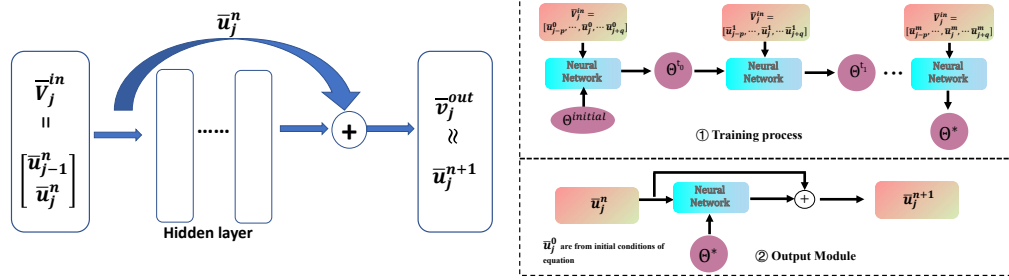 ū_j^n
V̄_j^in
=
[ū_{j-1}^n
ū_j^n]
......
Hidden layer
+
v̄_j^out
≈
ū_j^{n+1}
V̄_j^in =
[ū_{j-p}^0, ⋯, ū_j^0, ⋯ū_{j+q}^0]
V̄_j^in =
[ū_{j-p}^1, ⋯, ū_j^1, ⋯ū_{j+q}^1]
V̄_j^in =
[ū_{j-p}^m, ⋯, ū_j^m, ⋯ū_{j+q}^m]
Neural
Network
Θ^{t_0}
Neural
Network
Θ^{t_1}
...
Neural
Network
Θ^{initial}
Θ*
① Training process
ū_j^n
Neural
Network
+
ū_j^{n+1}
ū_j^0 are from initial conditions of
equation
Θ*
② Output Module